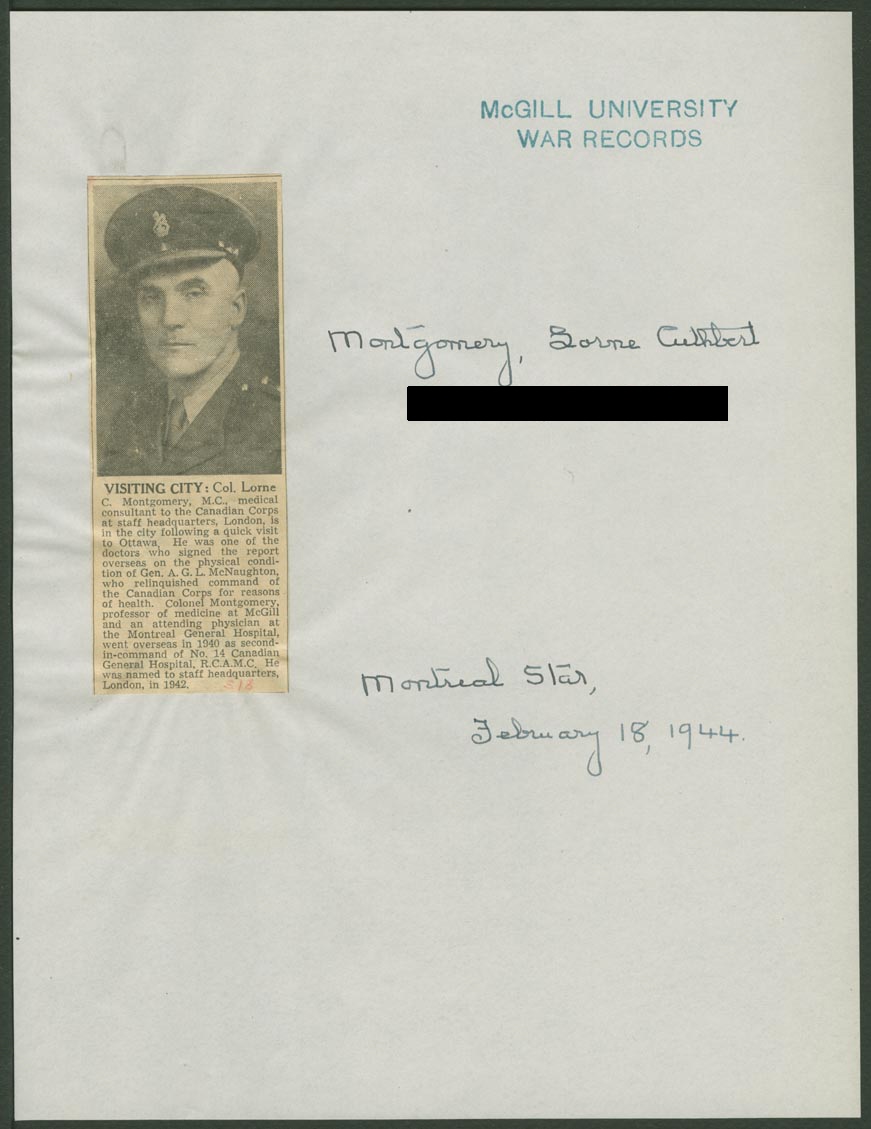 McGILL UNIVERSITY
WAR RECORDS
Montgomery, Lorne Cuthbert
VISITING CITY: Col. Lorne
C. Montgomery, M.C., medical
consultant to the Canadian Corps
at staff headquarters, London, is
in the city following a quick visit
to Ottawa. He was one of the
doctors who signed the report
overseas on the physical condi-
tion of Gen. A. G. L. McNaughton,
who relinquished command of
the Canadian Corps for reasons
of health. Colonel Montgomery,
professor of medicine at McGill
and an attending physician at
the Montreal General Hospital,
went overseas in 1940 as second-
in-command of No. 14 Canadian
General Hospital, R.C.A.M.C. He
was named to staff headquarters,
London, in 1942.
Montreal Star,
February 18, 1944.